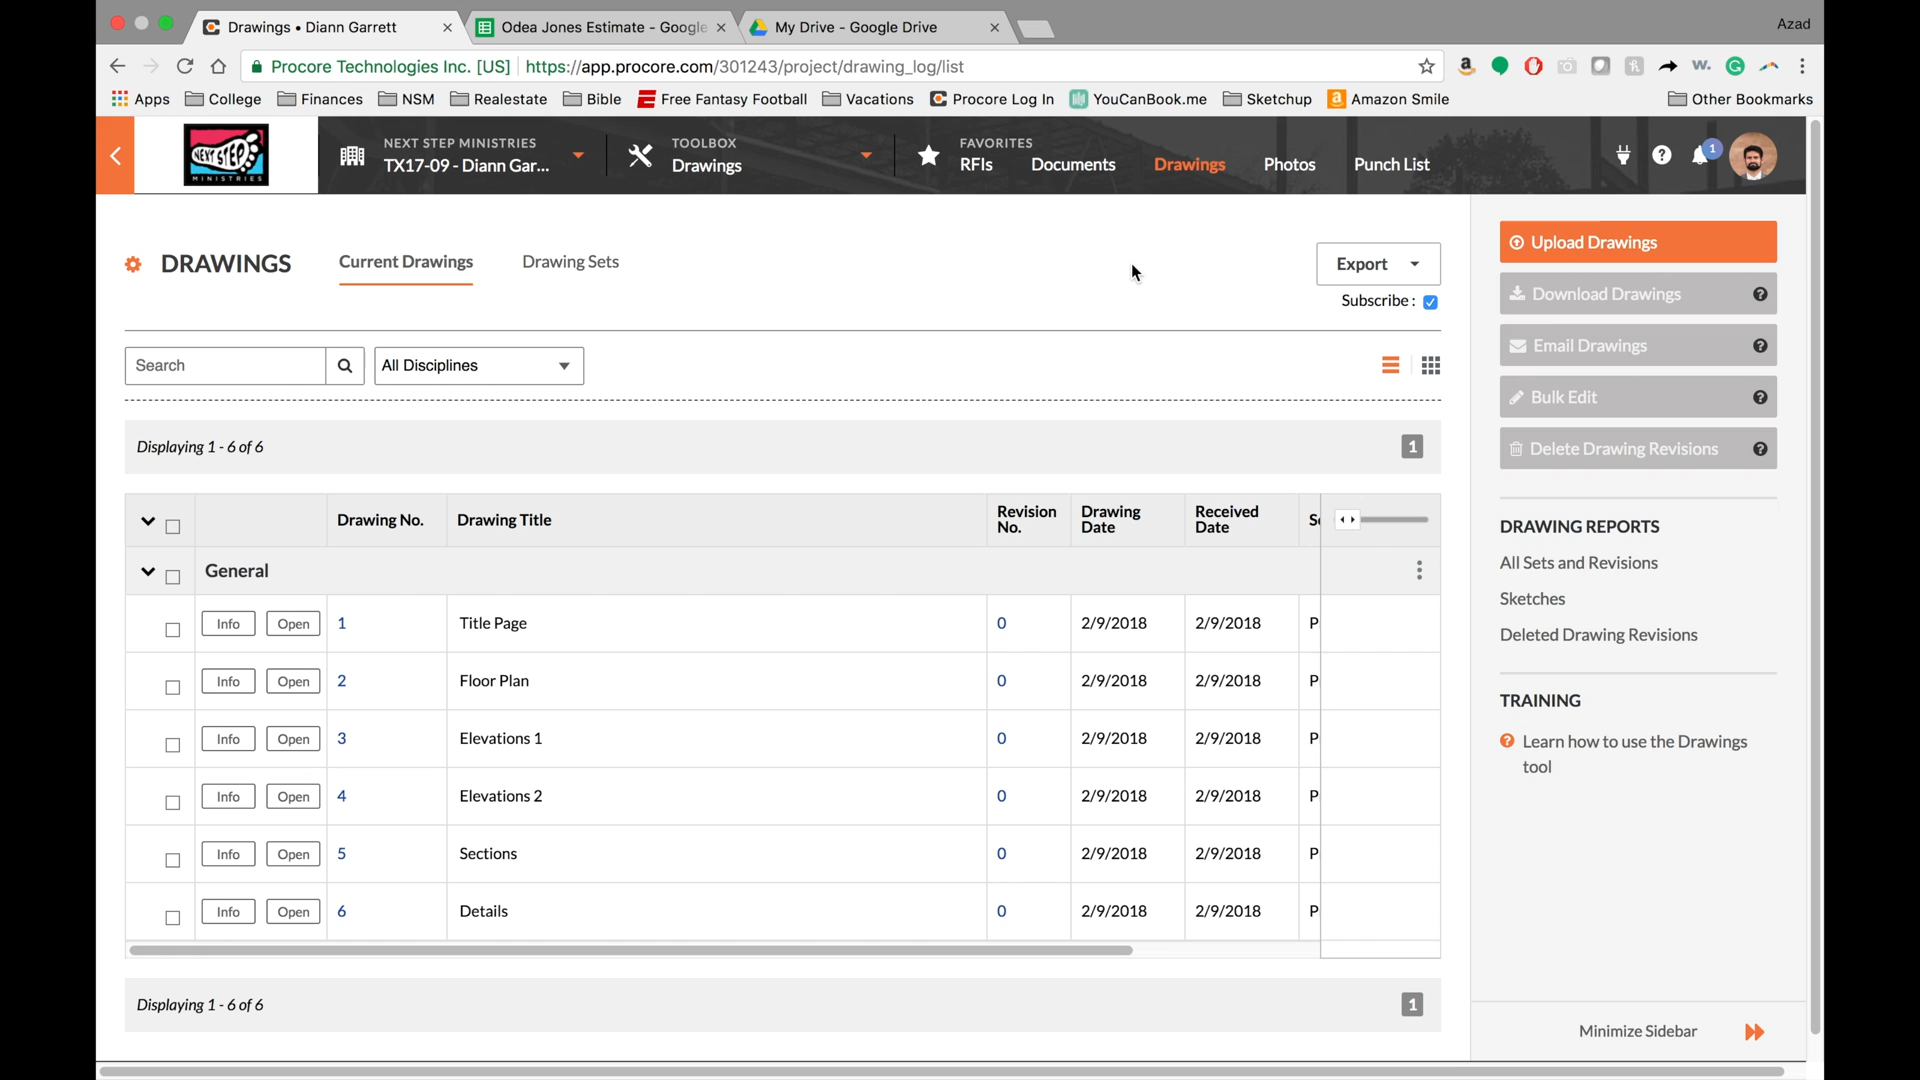 Drawings • Diann Garrett
Odea Jones Estimate - Google
My Drive - Google Drive
Azad
Procore Technologies Inc. [US]
https://app.procore.com/301243/project/drawing_log/list
Apps
College
Finances
NSM
Realestate
Bible
Free Fantasy Football
Vacations
Procore Log In
YouCanBook.me
Sketchup
Amazon Smile
Other Bookmarks
NEXT STEP
MINISTRIES
NEXT STEP MINISTRIES
TX17-09 - Diann Gar...
TOOLBOX
Drawings
FAVORITES
RFIs
Documents
Drawings
Photos
Punch List
1
DRAWINGS
Current Drawings
Drawing Sets
Export
Subscribe :
Search
All Disciplines
Displaying 1 - 6 of 6
1
Drawing No.
Drawing Title
Revision
No.
Drawing
Date
Received
Date
General
Info Open 1 Title Page 0 2/9/2018 2/9/2018 P
Info Open 2 Floor Plan 0 2/9/2018 2/9/2018 P
Info Open 3 Elevations 1 0 2/9/2018 2/9/2018 P
Info Open 4 Elevations 2 0 2/9/2018 2/9/2018 P
Info Open 5 Sections 0 2/9/2018 2/9/2018 P
Info Open 6 Details 0 2/9/2018 2/9/2018 P
Displaying 1 - 6 of 6
1
Upload Drawings
Download Drawings
Email Drawings
Bulk Edit
Delete Drawing Revisions
DRAWING REPORTS
All Sets and Revisions
Sketches
Deleted Drawing Revisions
TRAINING
Learn how to use the Drawings
tool
Minimize Sidebar